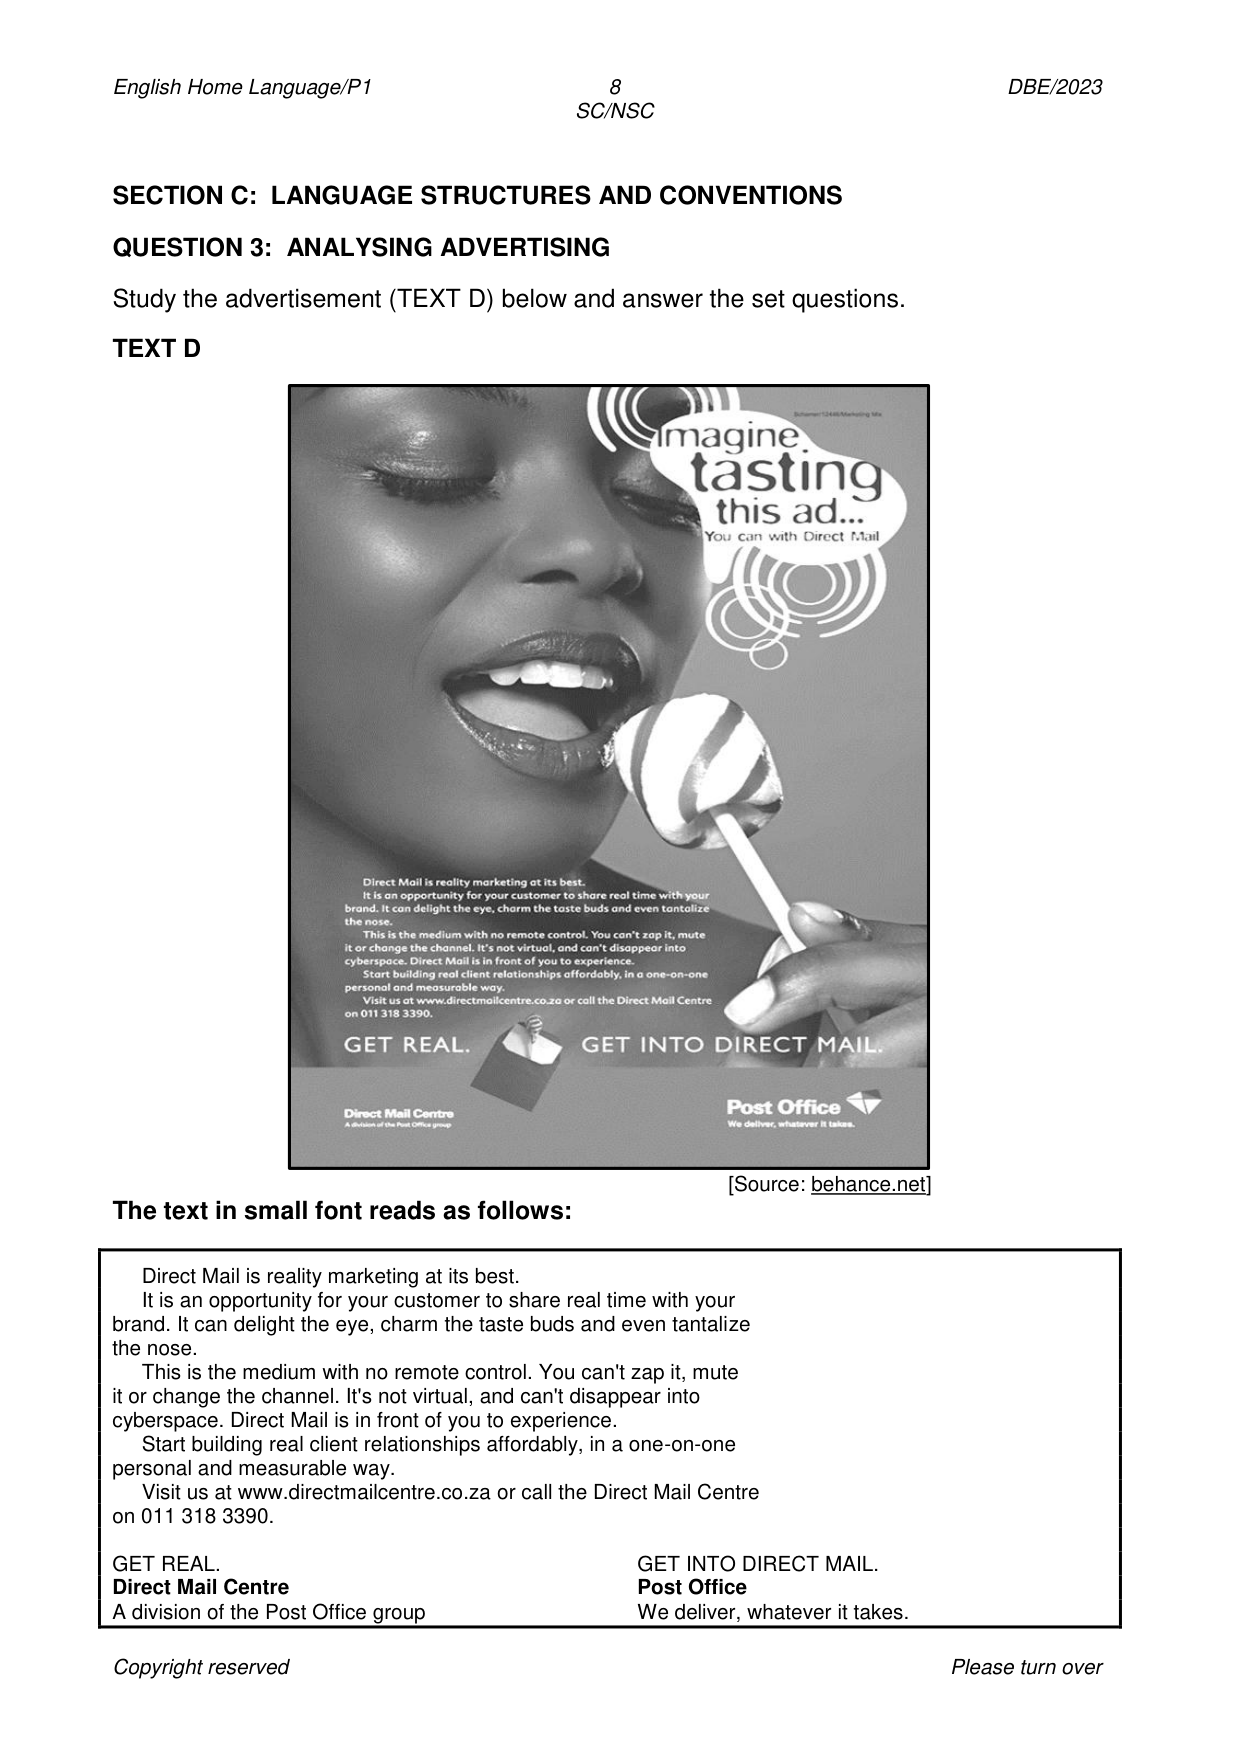 English Home Language/P1 8 DBE/2023
SC/NSC
SECTION C: LANGUAGE STRUCTURES AND CONVENTIONS
QUESTION 3: ANALYSING ADVERTISING
Study the advertisement (TEXT D) below and answer the set questions.
TEXT D
Imagine
tasting
this ad...
You can with Direct Mail
Direct Mail is reality marketing at its best.
It is an opportunity for your customer to share real time with your
brand. It can delight the eye, charm the taste buds and even tantalize
the nose.
This is the medium with no remote control. You can't zap it, mute
it or change the channel. It's not virtual, and can't disappear into
cyberspace. Direct Mail is in front of you to experience.
Start building real client relationships affordably, in a one-on-one
personal and measurable way.
Visit us at www.directmailcentre.co.za or call the Direct Mail Centre
on 011 318 3390.
GET REAL. GET INTO DIRECT MAIL.
Direct Mail Centre
A division of the Post Office group
Post Office
We deliver, whatever it takes.
[Source: behance.net]
The text in small font reads as follows:
Direct Mail is reality marketing at its best.
It is an opportunity for your customer to share real time with your
brand. It can delight the eye, charm the taste buds and even tantalize
the nose.
This is the medium with no remote control. You can't zap it, mute
it or change the channel. It's not virtual, and can't disappear into
cyberspace. Direct Mail is in front of you to experience.
Start building real client relationships affordably, in a one-on-one
personal and measurable way.
Visit us at www.directmailcentre.co.za or call the Direct Mail Centre
on 011 318 3390.
GET REAL. GET INTO DIRECT MAIL.
Direct Mail Centre Post Office
A division of the Post Office group We deliver, whatever it takes.
Copyright reserved Please turn over